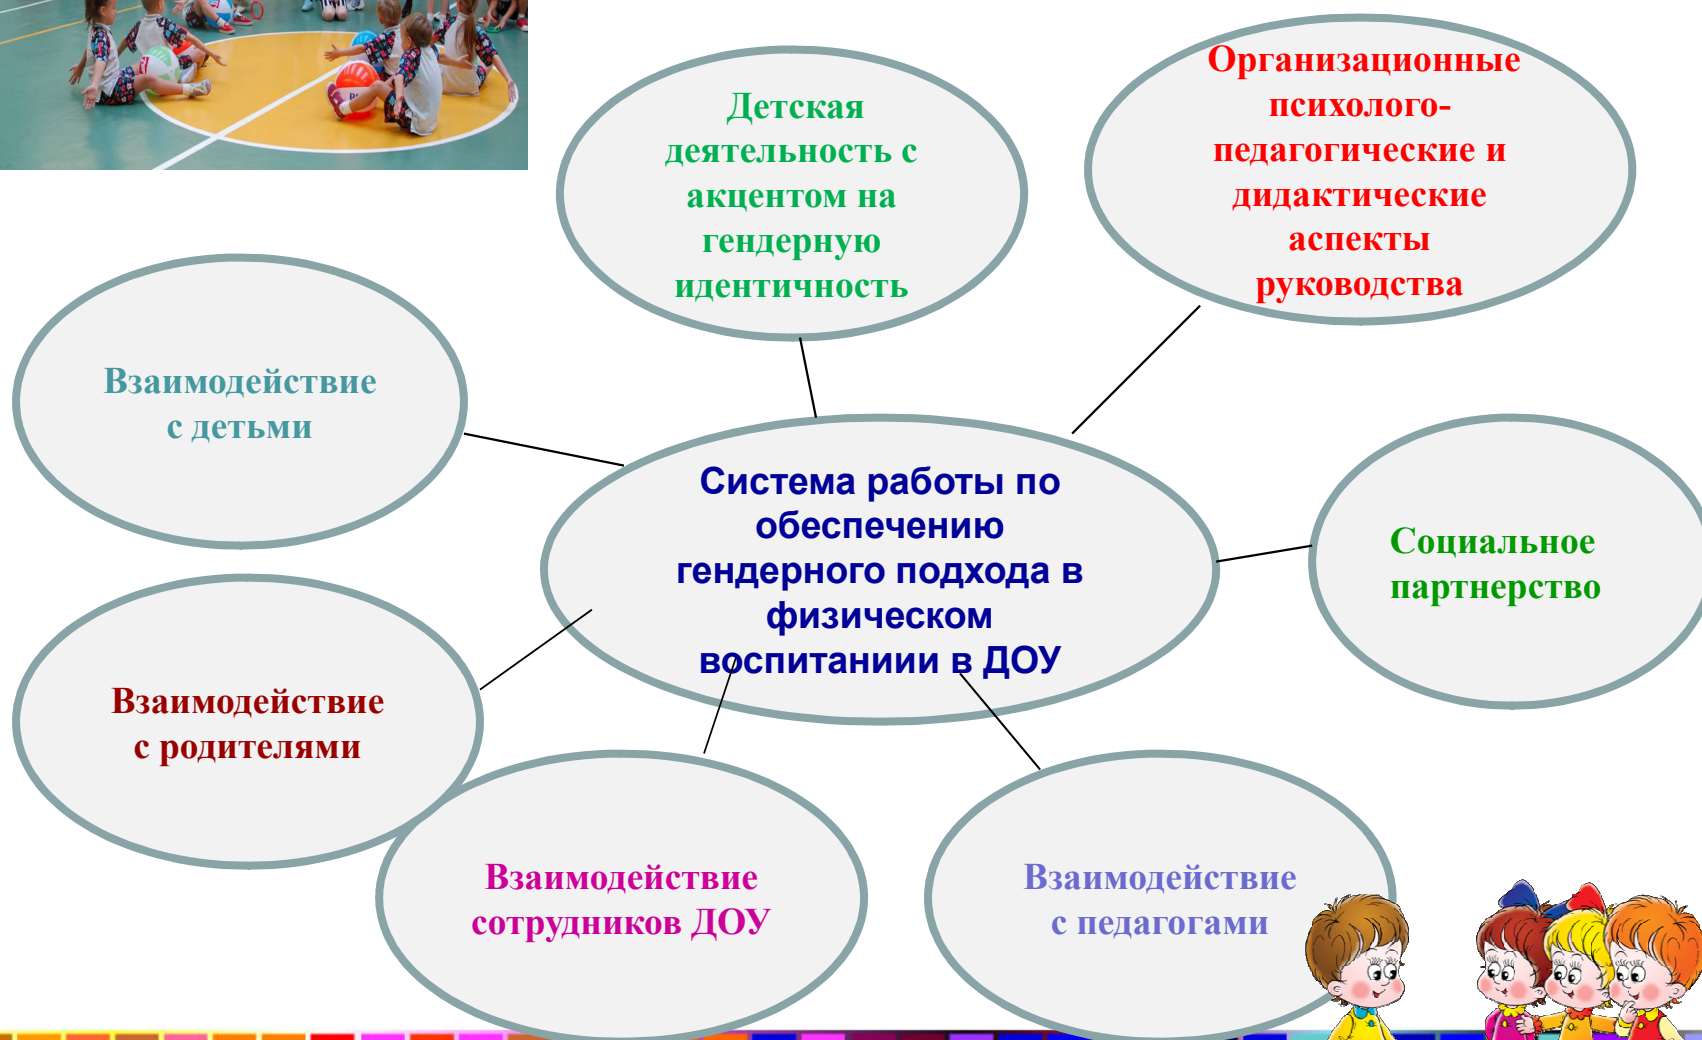 Детская
деятельность с
акцентом на
гендерную
идентичность
Организационные
психолого-
педагогические и
дидактические
аспекты
руководства
Взаимодействие
с детьми
Система работы по
обеспечению
гендерного подхода в
физическом
воспитаниии в ДОУ
Социальное
партнерство
Взаимодействие
с родителями
Взаимодействие
сотрудников ДОУ
Взаимодействие
с педагогами